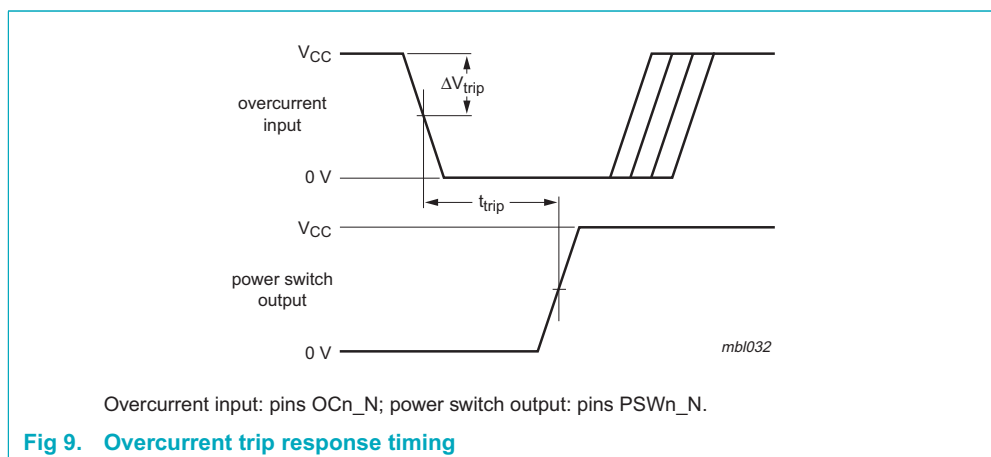 VCC
ΔVtrip
overcurrent
input
0 V
ttrip
VCC
power switch
output
0 V
mbl032
Overcurrent input: pins OCn_N; power switch output: pins PSWn_N.
Fig 9. Overcurrent trip response timing